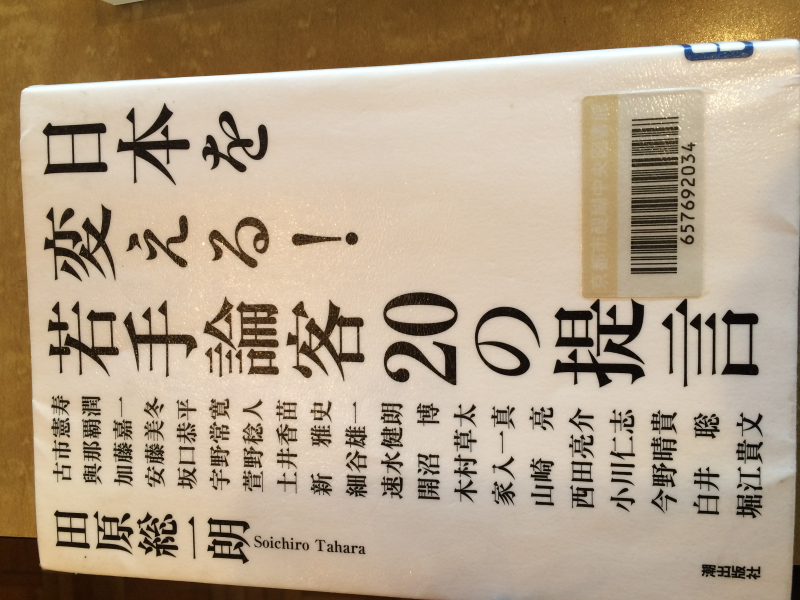 日本を
変える！
若手論客20の提言
古市憲寿
與那覇潤
加藤嘉一
安藤美冬
坂口恭平
宇野常寛
萱野稔人
土井香苗
新 雅史
細谷雄一
速水健朗
開沼 博
木村草太
家入一真
山崎 亮
西田亮介
小川仁志
今野晴貴
白井 聡
堀江貴文
田原総一朗
Soichiro Tahara
潮出版社
657692034